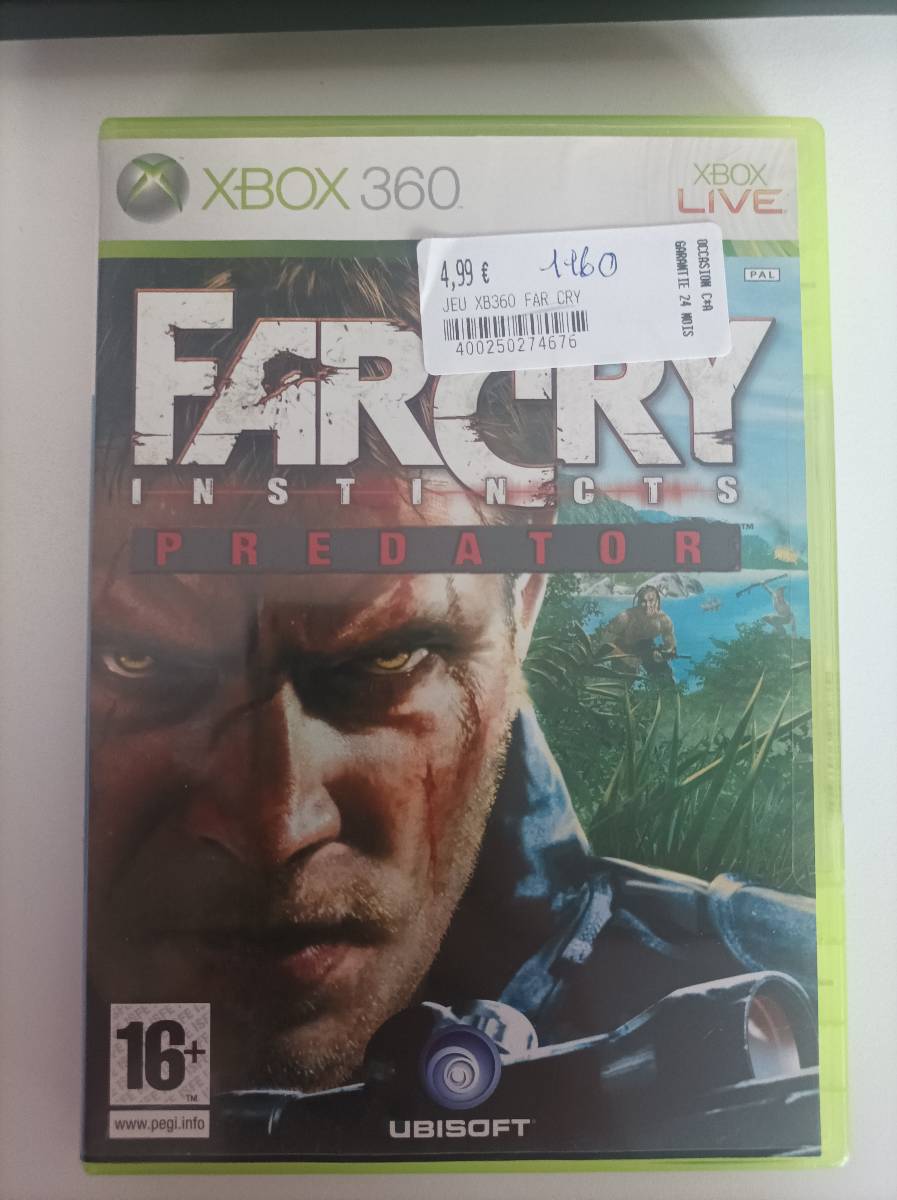 XBOX 360
XBOX
LIVE
4,99 € 1460
JEU XB360 FAR CRY
400250274676
OCCASION C*A
GARANTIE 24 MOIS
PAL
FARCRY
INSTINCTS
PREDATOR™
16+
www.pegi.info
UBISOFT